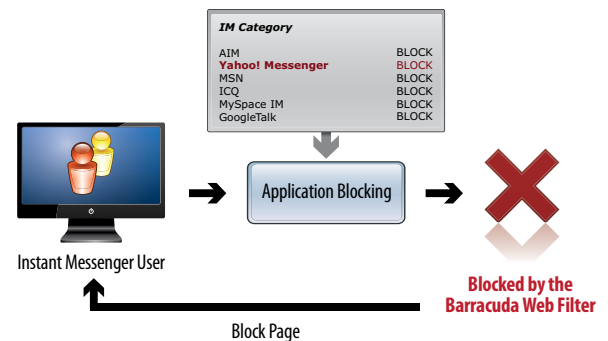 IM Category
AIM BLOCK
Yahoo! Messenger BLOCK
MSN BLOCK
ICQ BLOCK
MySpace IM BLOCK
GoogleTalk BLOCK
Application Blocking
Instant Messenger User
Blocked by the
Barracuda Web Filter
Block Page